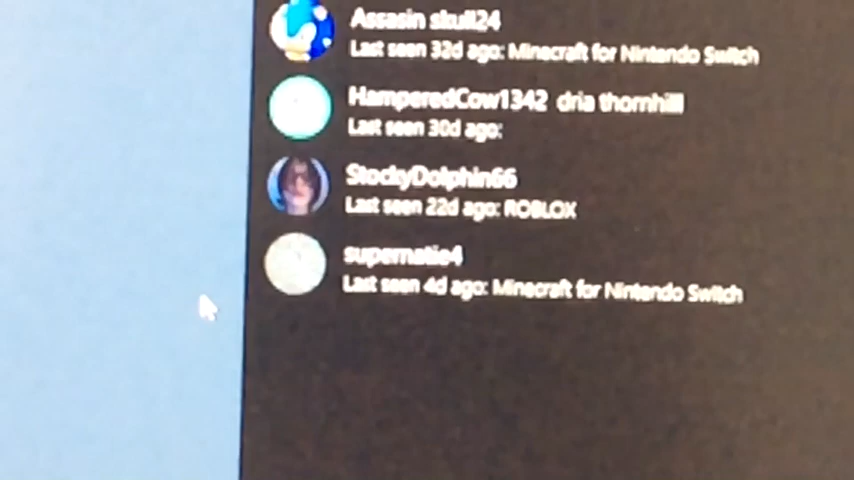 Assasin skull24
Last seen 32d ago: Minecraft for Nintendo Switch
HamperedCow1342 dria thornhill
Last seen 30d ago:
StockyDolphin66
Last seen 22d ago: ROBLOX
supernatie4
Last seen 4d ago: Minecraft for Nintendo Switch